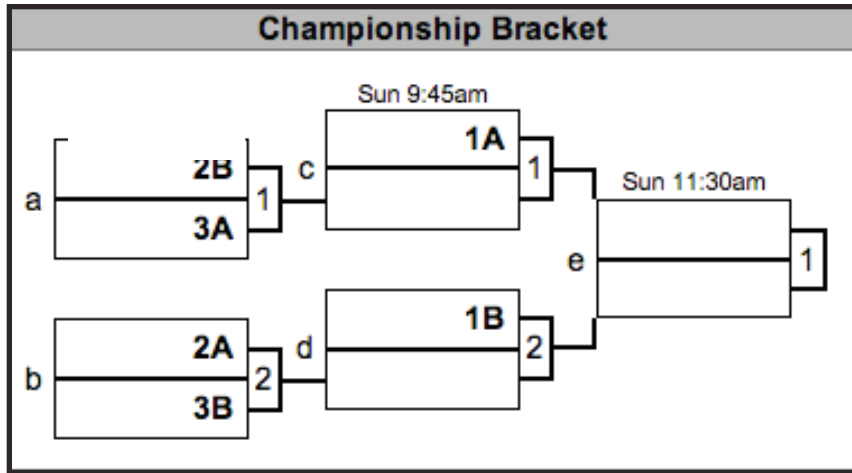 Championship Bracket
Sun 9:45am
1A
2B
c
1
Sun 11:30am
a
1
3A
e
1
1B
2A
d
2
b
2
3B